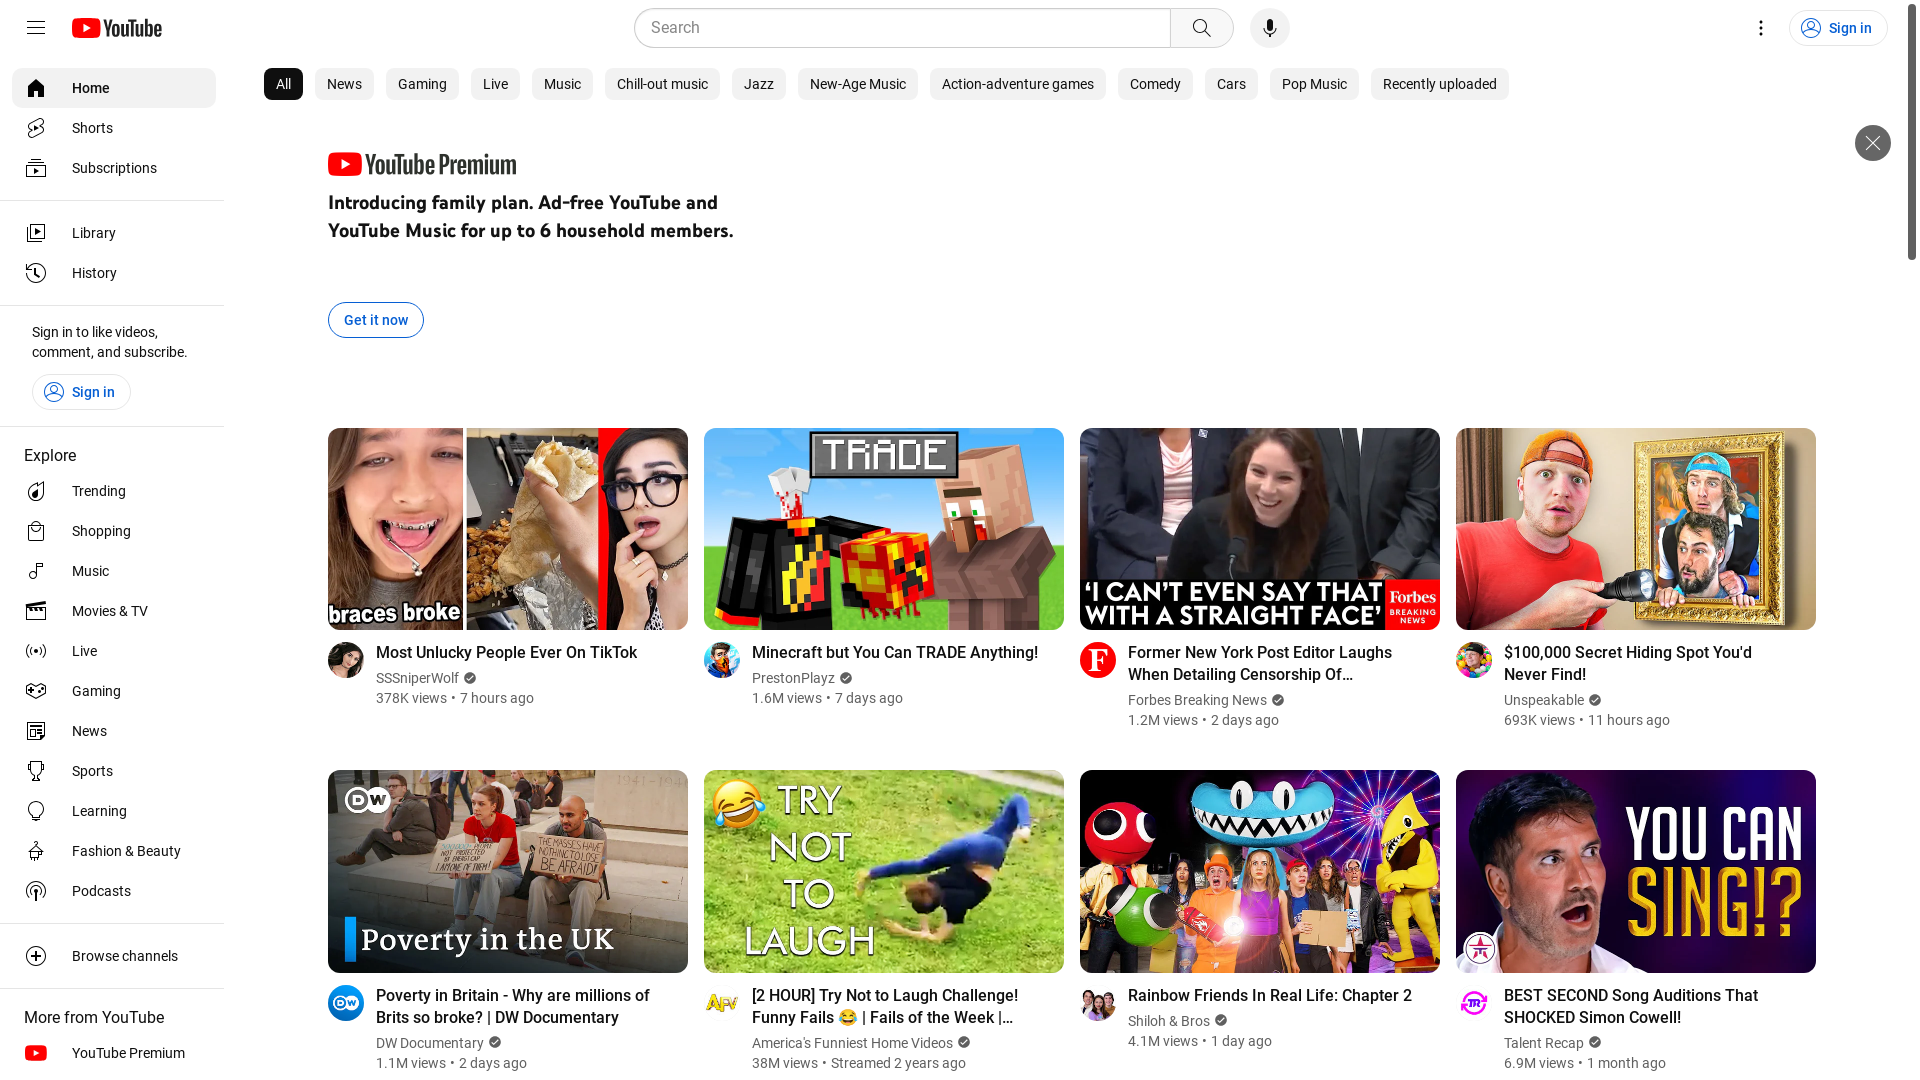 YouTube
Search
Sign in
Home
Shorts
Subscriptions
Library
History
Sign in to like videos,
comment, and subscribe.
Sign in
Explore
Trending
Shopping
Music
Movies & TV
Live
Gaming
News
Sports
Learning
Fashion & Beauty
Podcasts
Browse channels
More from YouTube
YouTube Premium
All
News
Gaming
Live
Music
Chill-out music
Jazz
New-Age Music
Action-adventure games
Comedy
Cars
Pop Music
Recently uploaded
YouTube Premium
Introducing family plan. Ad-free YouTube and
YouTube Music for up to 6 household members.
Get it now
braces broke
Most Unlucky People Ever On TikTok
SSSniperWolf
378K views • 7 hours ago
TRADE
Minecraft but You Can TRADE Anything!
PrestonPlayz
1.6M views • 7 days ago
'I CAN'T EVEN SAY THAT
WITH A STRAIGHT FACE'
Forbes
BREAKING
NEWS
F
Former New York Post Editor Laughs
When Detailing Censorship Of…
Forbes Breaking News
1.2M views • 2 days ago
$100,000 Secret Hiding Spot You'd
Never Find!
Unspeakable
693K views • 11 hours ago
DW
THE MASSES HAVE
NOTHING TO LOSE
BE AFRAID!
Poverty in the UK
DW
Poverty in Britain - Why are millions of
Brits so broke? | DW Documentary
DW Documentary
1.1M views • 2 days ago
TRY
NOT
TO
LAUGH
AFV
[2 HOUR] Try Not to Laugh Challenge!
Funny Fails 😂 | Fails of the Week |…
America's Funniest Home Videos
38M views • Streamed 2 years ago
Rainbow Friends In Real Life: Chapter 2
Shiloh & Bros
4.1M views • 1 day ago
YOU CAN
SING!?
TR
BEST SECOND Song Auditions That
SHOCKED Simon Cowell!
Talent Recap
6.9M views • 1 month ago